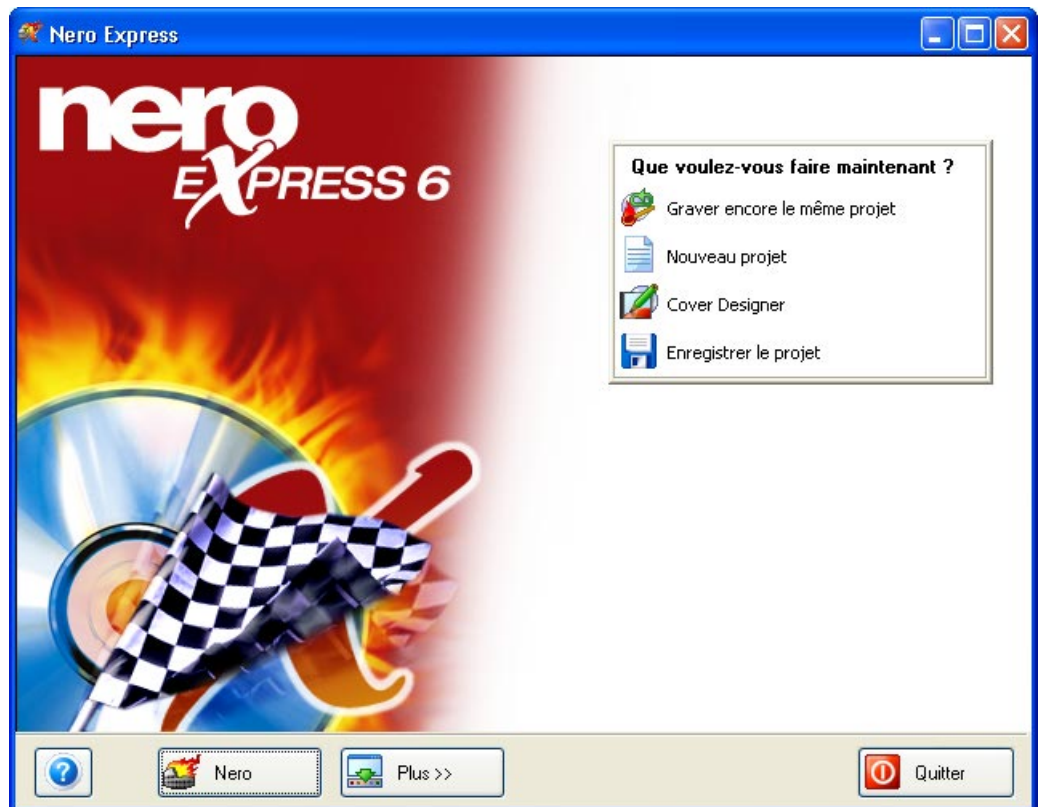 Nero Express
nero
EXPRESS 6
Que voulez-vous faire maintenant ?
Graver encore le même projet
Nouveau projet
Cover Designer
Enregistrer le projet
?
Nero
Plus >>
Quitter